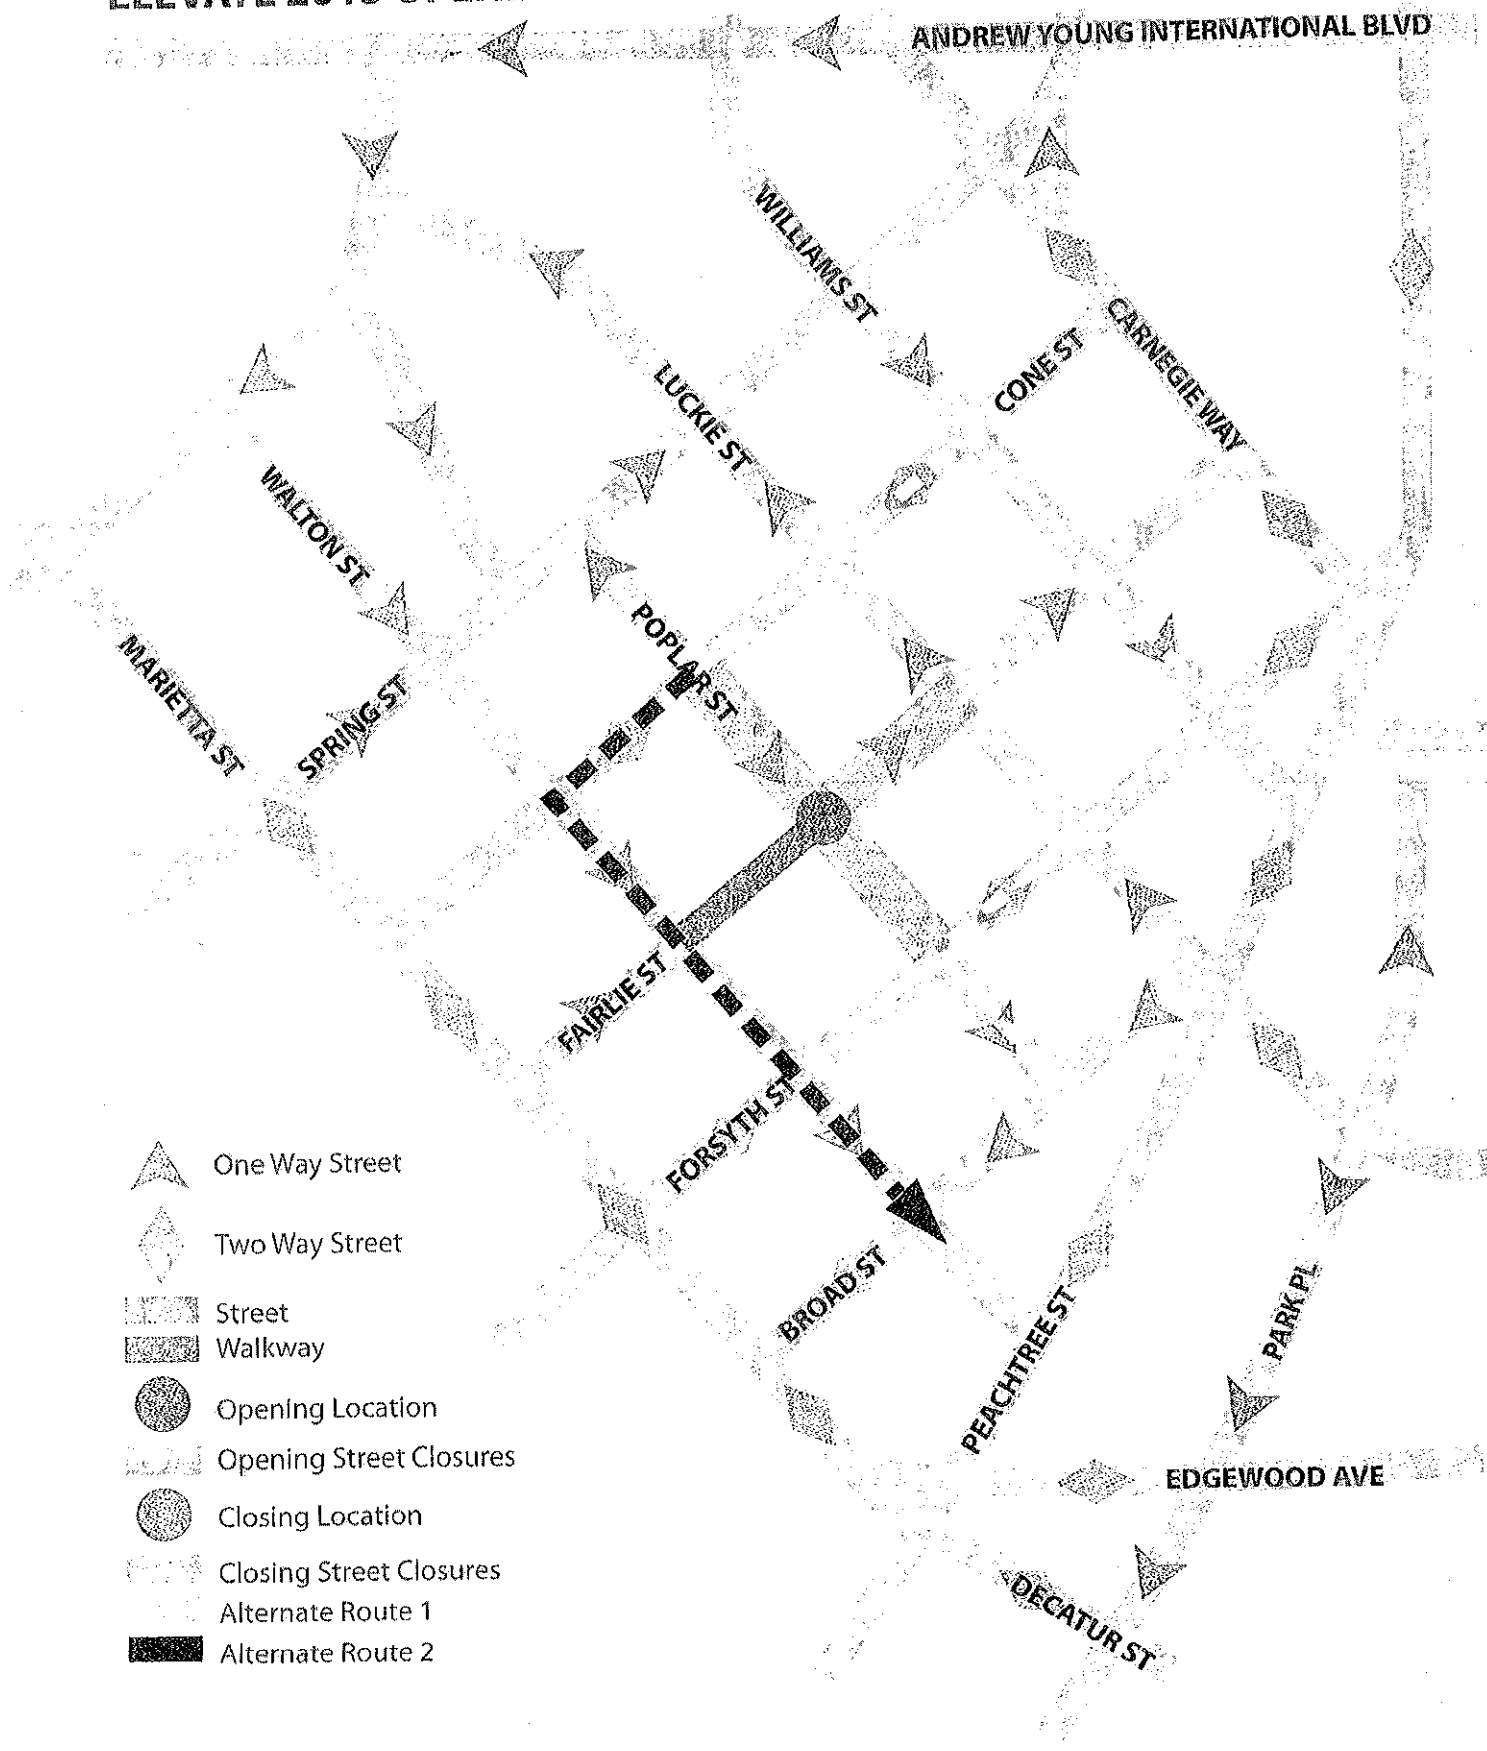 ANDREW YOUNG INTERNATIONAL BLVD
WILLIAMS ST
CARNEGIE WAY
CONE ST
LUCKIE ST
WALTON ST
POPLAR ST
MARIETTA ST
SPRING ST
FAIRLIE ST
FORSYTH ST
BROAD ST
PEACHTREE ST
PARK PL
EDGEWOOD AVE
DECATUR ST
One Way Street
Two Way Street
Street
Walkway
Opening Location
Opening Street Closures
Closing Location
Closing Street Closures
Alternate Route 1
Alternate Route 2